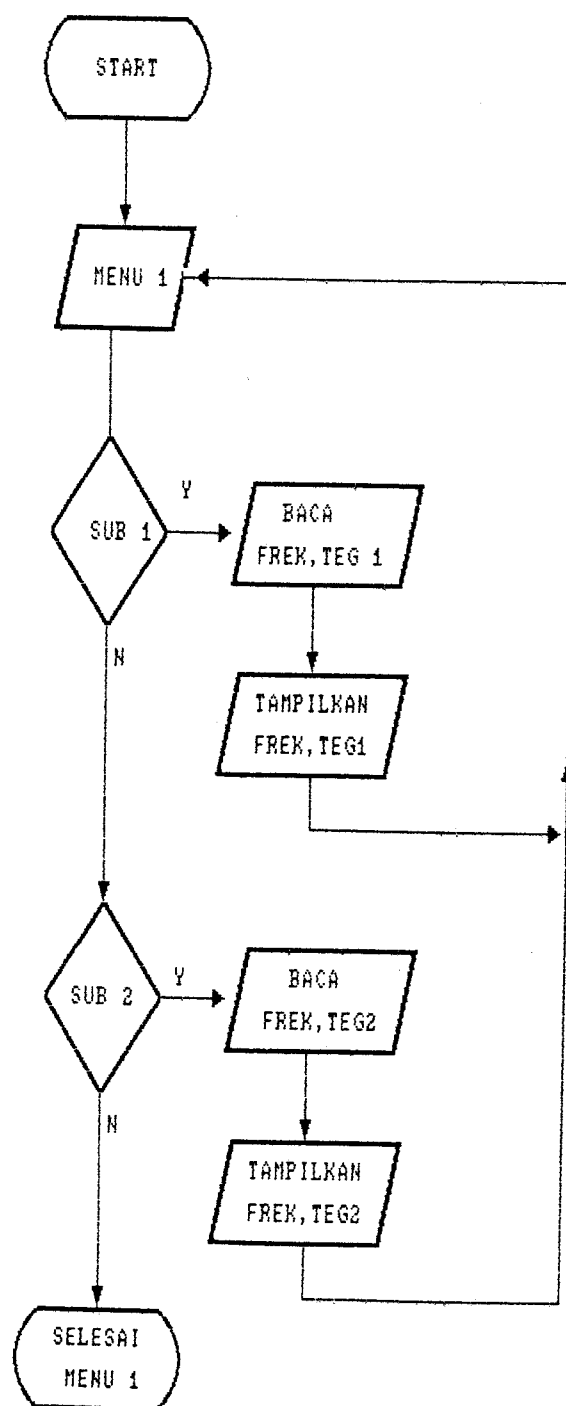 START
MENU 1
SUB 1
Y
BACA
FREK,TEG 1
N
TAMPILKAN
FREK,TEG1
SUB 2
Y
BACA
FREK,TEG2
N
TAMPILKAN
FREK,TEG2
SELESAI
MENU 1